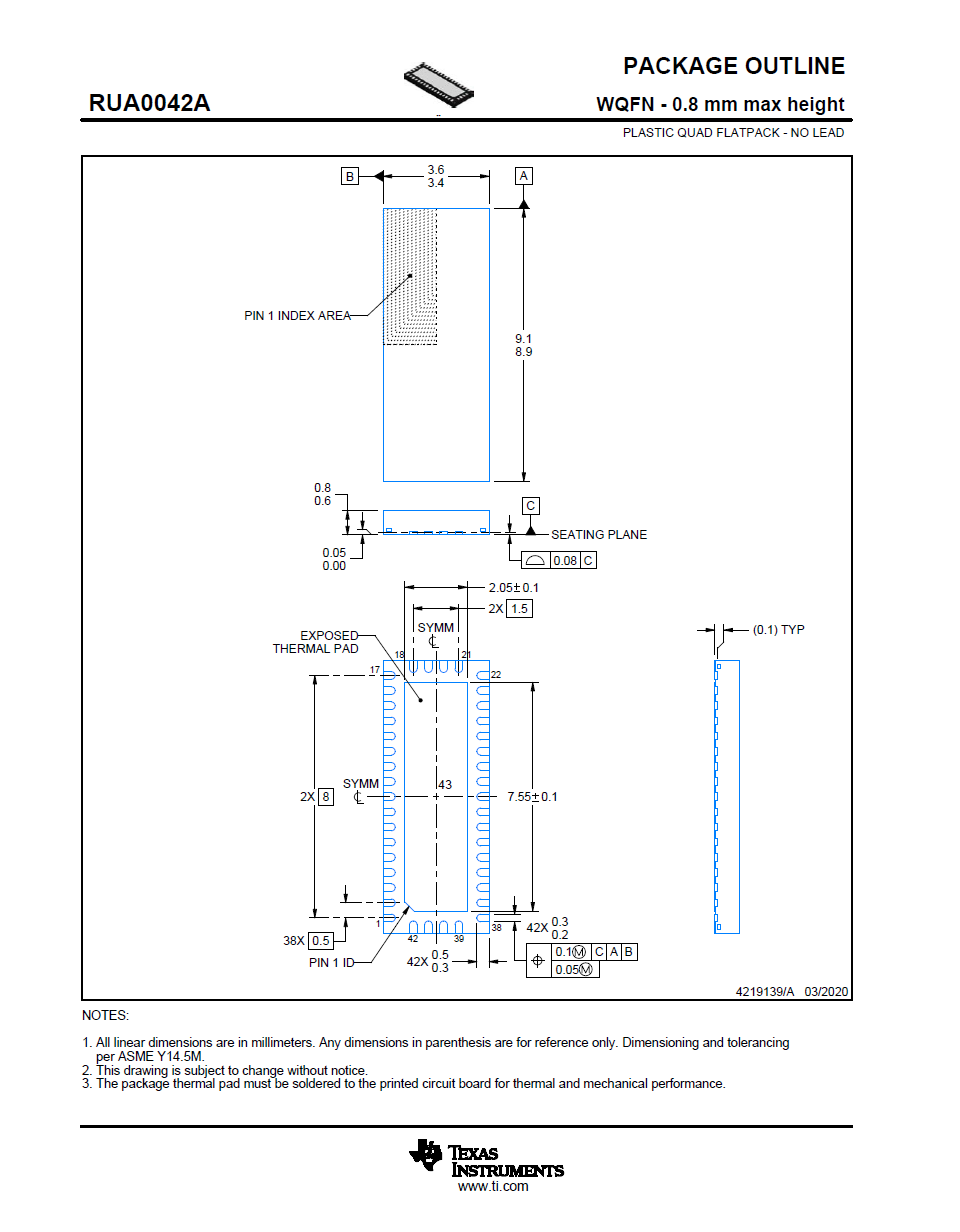 PACKAGE OUTLINE
RUA0042A
WQFN - 0.8 mm max height
PLASTIC QUAD FLATPACK - NO LEAD
B
3.6
3.4
A
PIN 1 INDEX AREA
9.1
8.9
0.8
0.6
C
SEATING PLANE
0.05
0.00
0.08 C
2.05± 0.1
2X 1.5
EXPOSED
THERMAL PAD
SYMM
(0.1) TYP
18
21
17
22
SYMM
43
2X 8
7.55± 0.1
1
38
42
39
38X 0.5
PIN 1 ID
42X 0.5
0.3
42X 0.3
0.2
0.1Ⓜ C A B
0.05Ⓜ
4219139/A 03/2020
NOTES:
1. All linear dimensions are in millimeters. Any dimensions in parenthesis are for reference only. Dimensioning and tolerancing
per ASME Y14.5M.
2. This drawing is subject to change without notice.
3. The package thermal pad must be soldered to the printed circuit board for thermal and mechanical performance.
TEXAS
INSTRUMENTS
www.ti.com